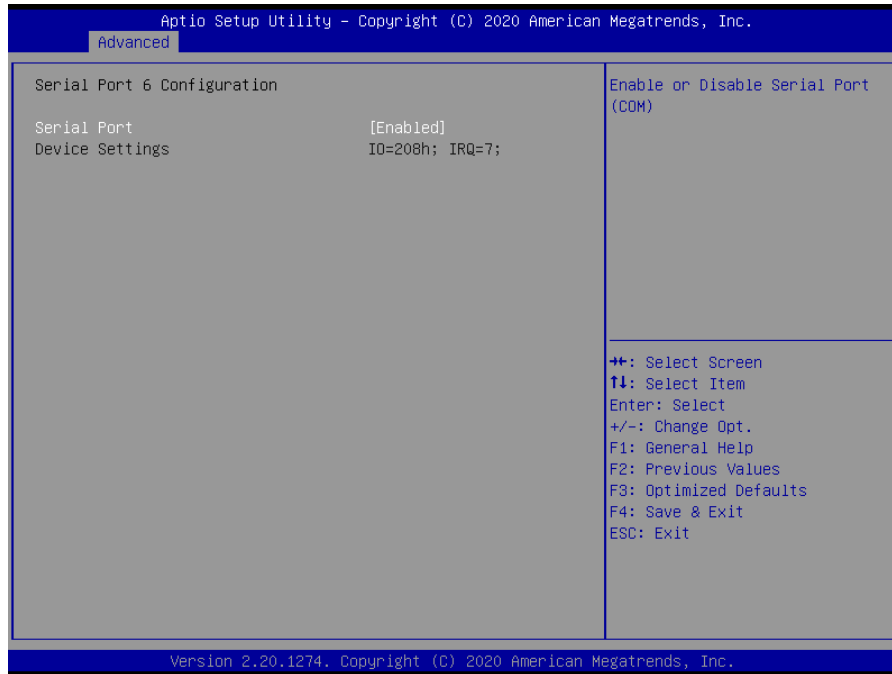 Aptio Setup Utility – Copyright (C) 2020 American Megatrends, Inc.
Advanced
Serial Port 6 Configuration
Serial Port [Enabled]
Device Settings IO=208h; IRQ=7;
Enable or Disable Serial Port
(COM)
→←: Select Screen
↑↓: Select Item
Enter: Select
+/-: Change Opt.
F1: General Help
F2: Previous Values
F3: Optimized Defaults
F4: Save & Exit
ESC: Exit
Version 2.20.1274. Copyright (C) 2020 American Megatrends, Inc.